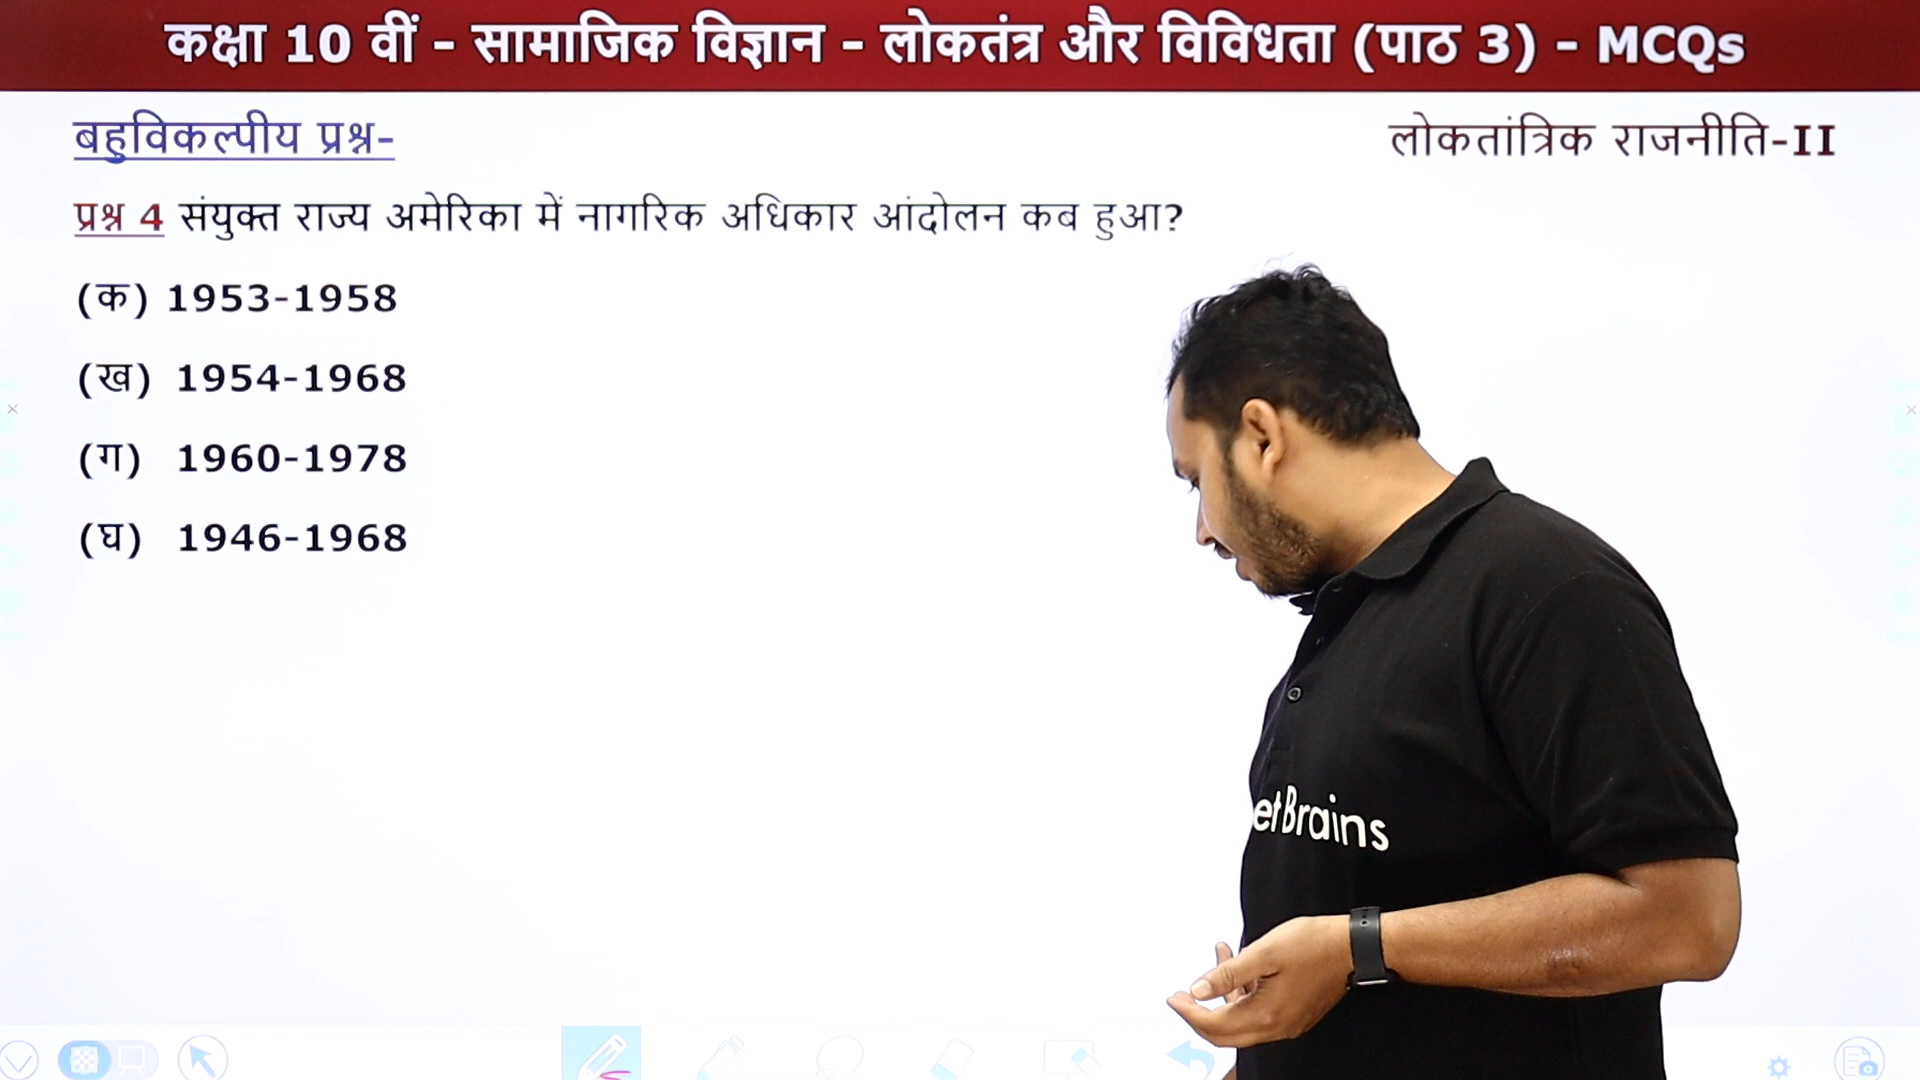 कक्षा 10 वीं - सामाजिक विज्ञान - लोकतंत्र और विविधता (पाठ 3) - MCQs
बहुविकल्पीय प्रश्न-
लोकतांत्रिक राजनीति-II
प्रश्न 4 संयुक्त राज्य अमेरिका में नागरिक अधिकार आंदोलन कब हुआ?
(क) 1953-1958
(ख) 1954-1968
(ग) 1960-1978
(घ) 1946-1968
etBrains